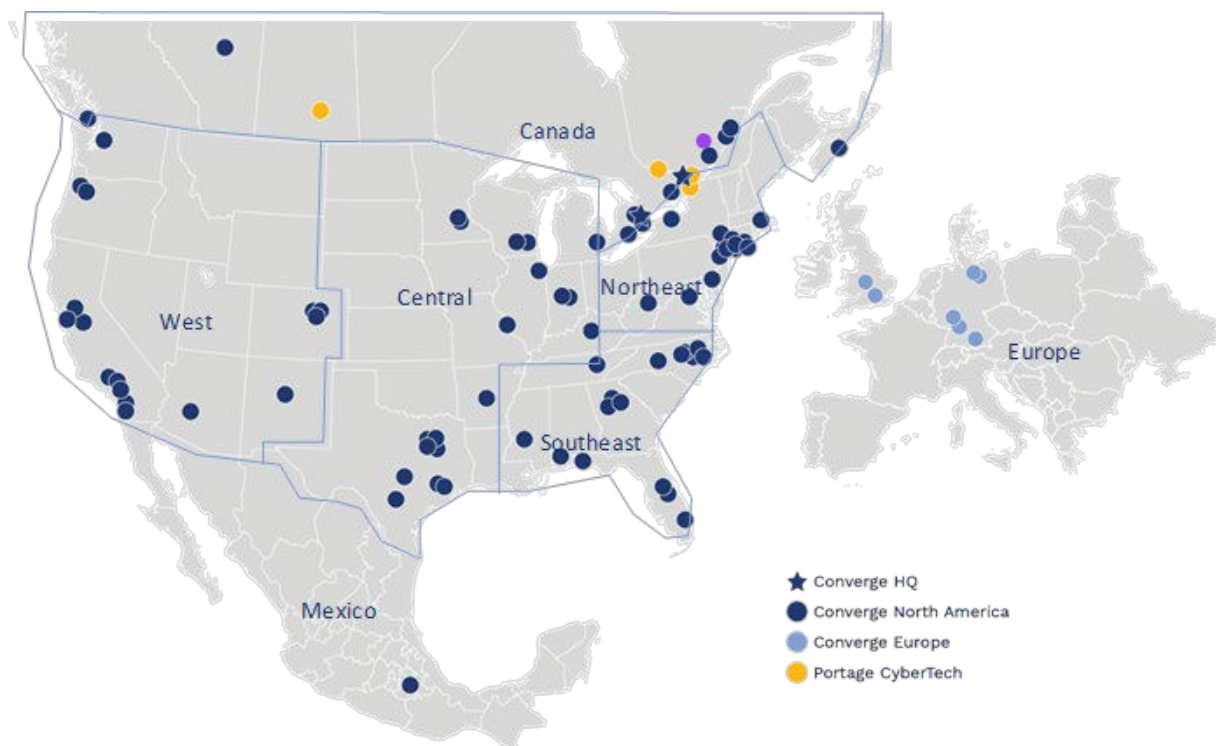 Canada
Northeast
Central
West
Europe
Southeast
Mexico
Converge HQ
Converge North America
Converge Europe
Portage CyberTech